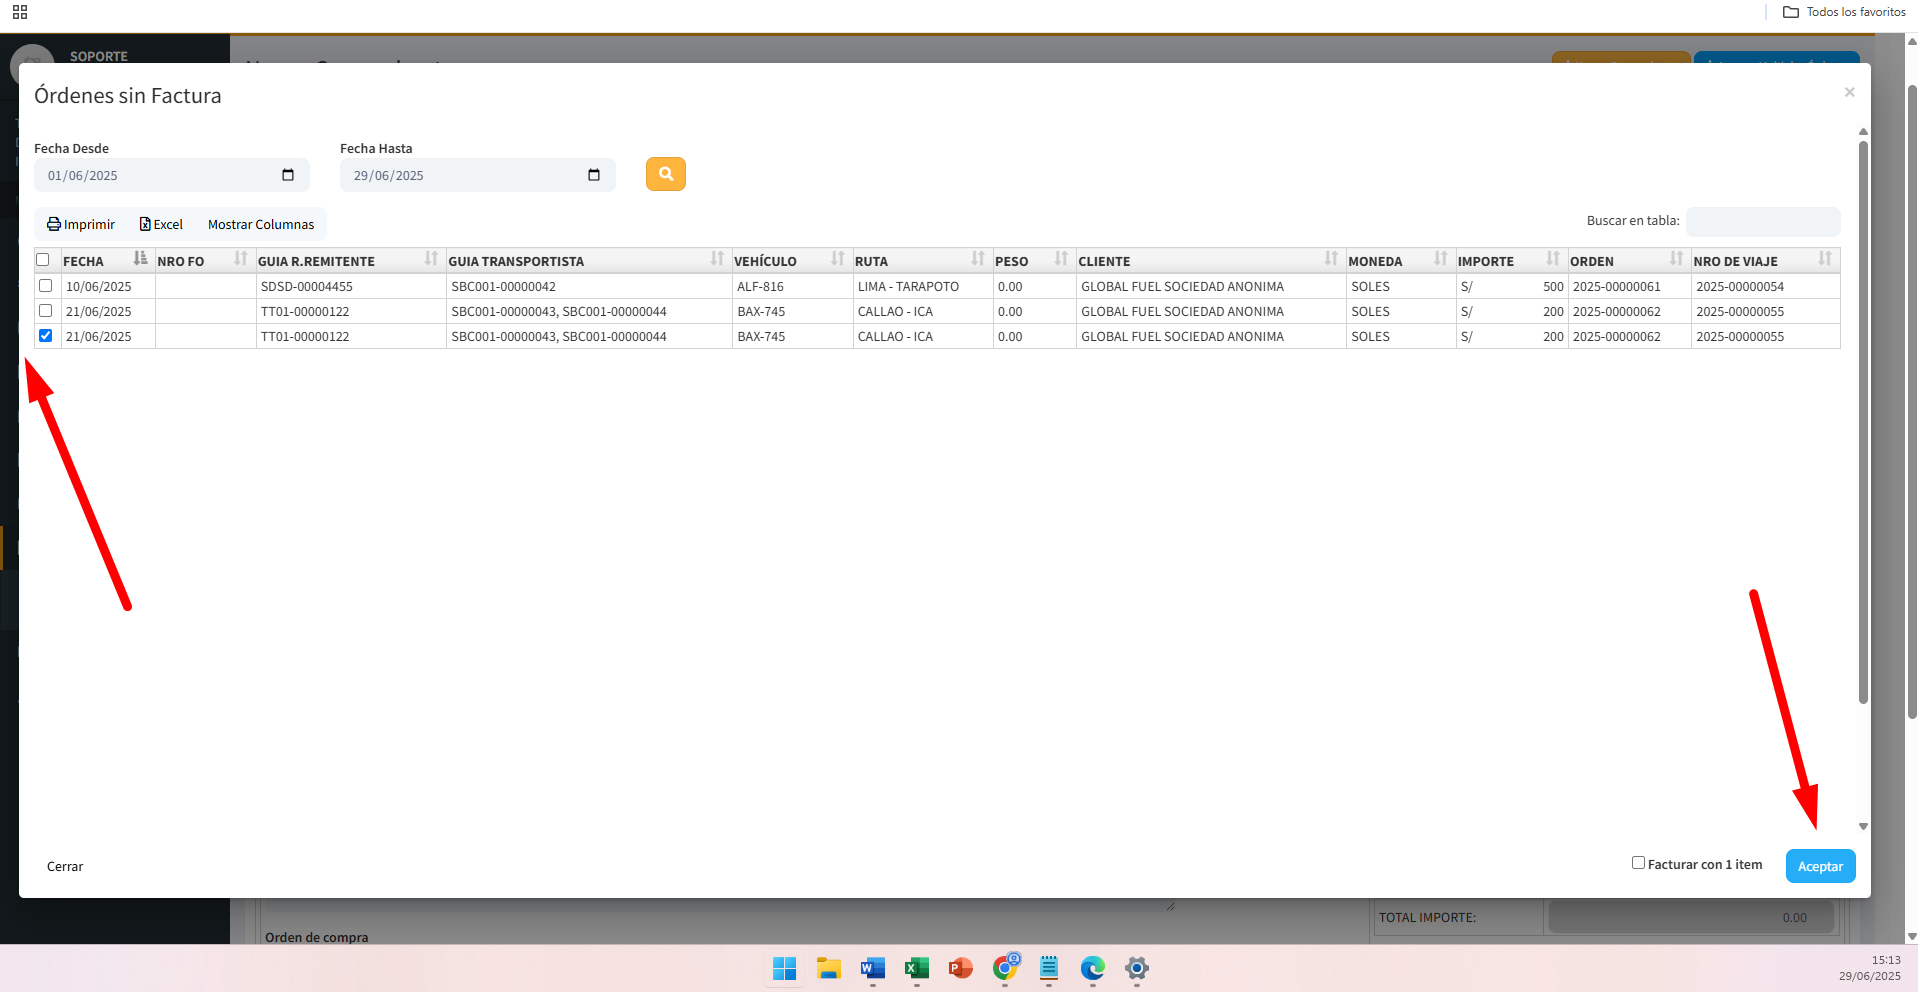 Todos los favoritos
SOPORTE
Órdenes sin Factura
×
Fecha Desde
Fecha Hasta
01/06/2025
29/06/2025
Imprimir
Excel
Mostrar Columnas
Buscar en tabla:
FECHA NRO FO GUIA R.REMITENTE GUIA TRANSPORTISTA VEHÍCULO RUTA PESO CLIENTE MONEDA IMPORTE ORDEN NRO DE VIAJE
10/06/2025 SDSD-00004455 SBC001-00000042 ALF-816 LIMA - TARAPOTO 0.00 GLOBAL FUEL SOCIEDAD ANONIMA SOLES S/ 500 2025-00000061 2025-00000054
21/06/2025 TT01-00000122 SBC001-00000043, SBC001-00000044 BAX-745 CALLAO - ICA 0.00 GLOBAL FUEL SOCIEDAD ANONIMA SOLES S/ 200 2025-00000062 2025-00000055
21/06/2025 TT01-00000122 SBC001-00000043, SBC001-00000044 BAX-745 CALLAO - ICA 0.00 GLOBAL FUEL SOCIEDAD ANONIMA SOLES S/ 200 2025-00000062 2025-00000055
Cerrar
Facturar con 1 item
Aceptar
TOTAL IMPORTE: 0.00
Orden de compra
15:13
29/06/2025